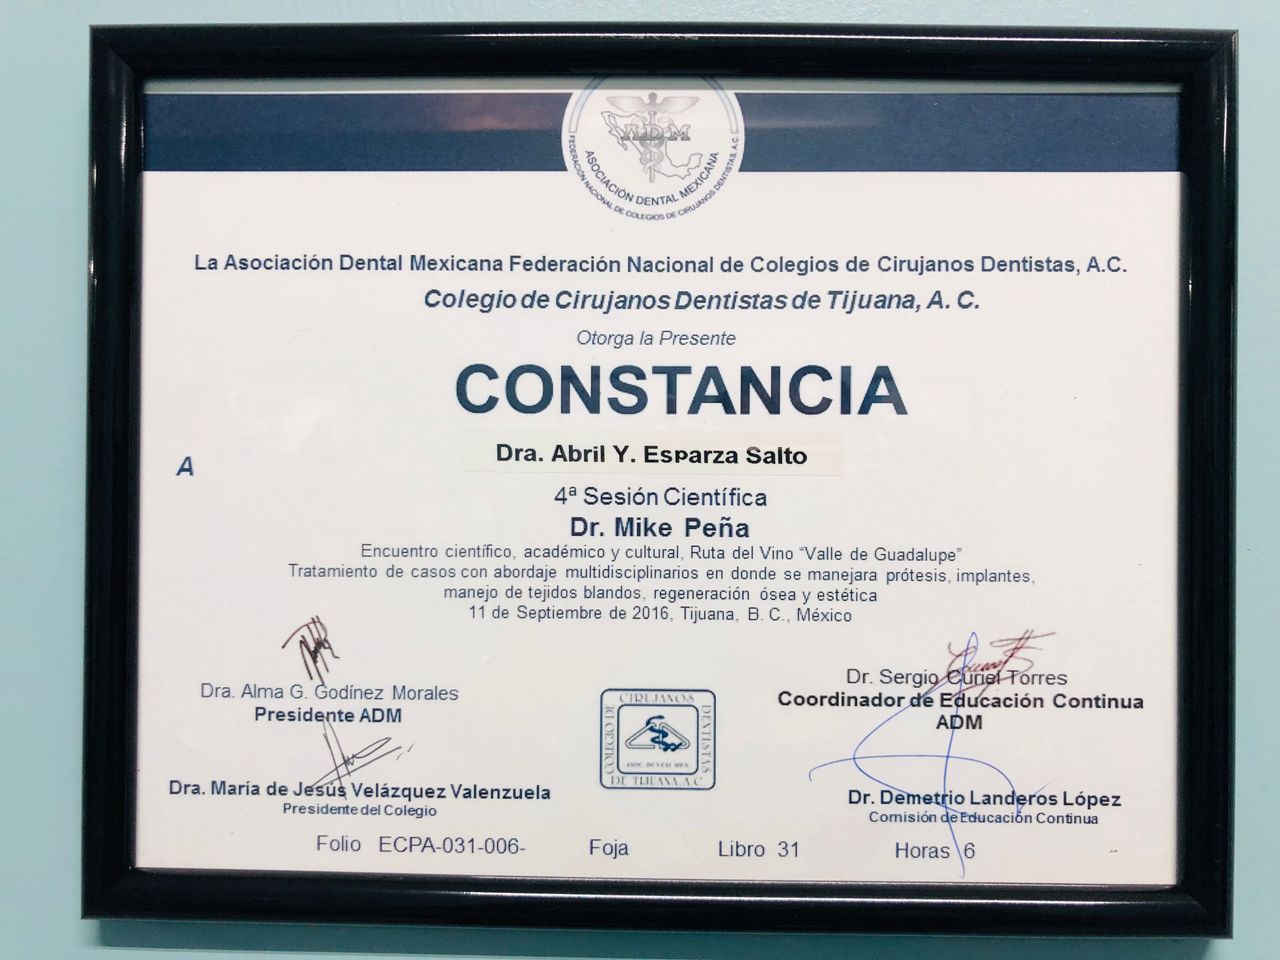 ADM
ASOCIACIÓN DENTAL MEXICANA
FEDERACIÓN NACIONAL DE COLEGIOS DE CIRUJANOS DENTISTAS, A.C.
La Asociación Dental Mexicana Federación Nacional de Colegios de Cirujanos Dentistas, A.C.
Colegio de Cirujanos Dentistas de Tijuana, A. C.
Otorga la Presente
CONSTANCIA
A
Dra. Abril Y. Esparza Salto
4ª Sesión Científica
Dr. Mike Peña
Encuentro científico, académico y cultural, Ruta del Vino “Valle de Guadalupe”
Tratamiento de casos con abordaje multidisciplinarios en donde se manejara prótesis, implantes,
manejo de tejidos blandos, regeneración ósea y estética
11 de Septiembre de 2016, Tijuana, B. C., México
Dra. Alma G. Godínez Morales
Presidente ADM
Dr. Sergio Curiel Torres
Coordinador de Educación Continua
ADM
COLEGIO DE CIRUJANOS DENTISTAS DE TIJUANA, A.C.
ASOC. DENTAL MEX.
Dra. María de Jesús Velázquez Valenzuela
Presidente del Colegio
Dr. Demetrio Landeros López
Comisión de Educación Continua
Folio ECPA-031-006- Foja Libro 31 Horas 6